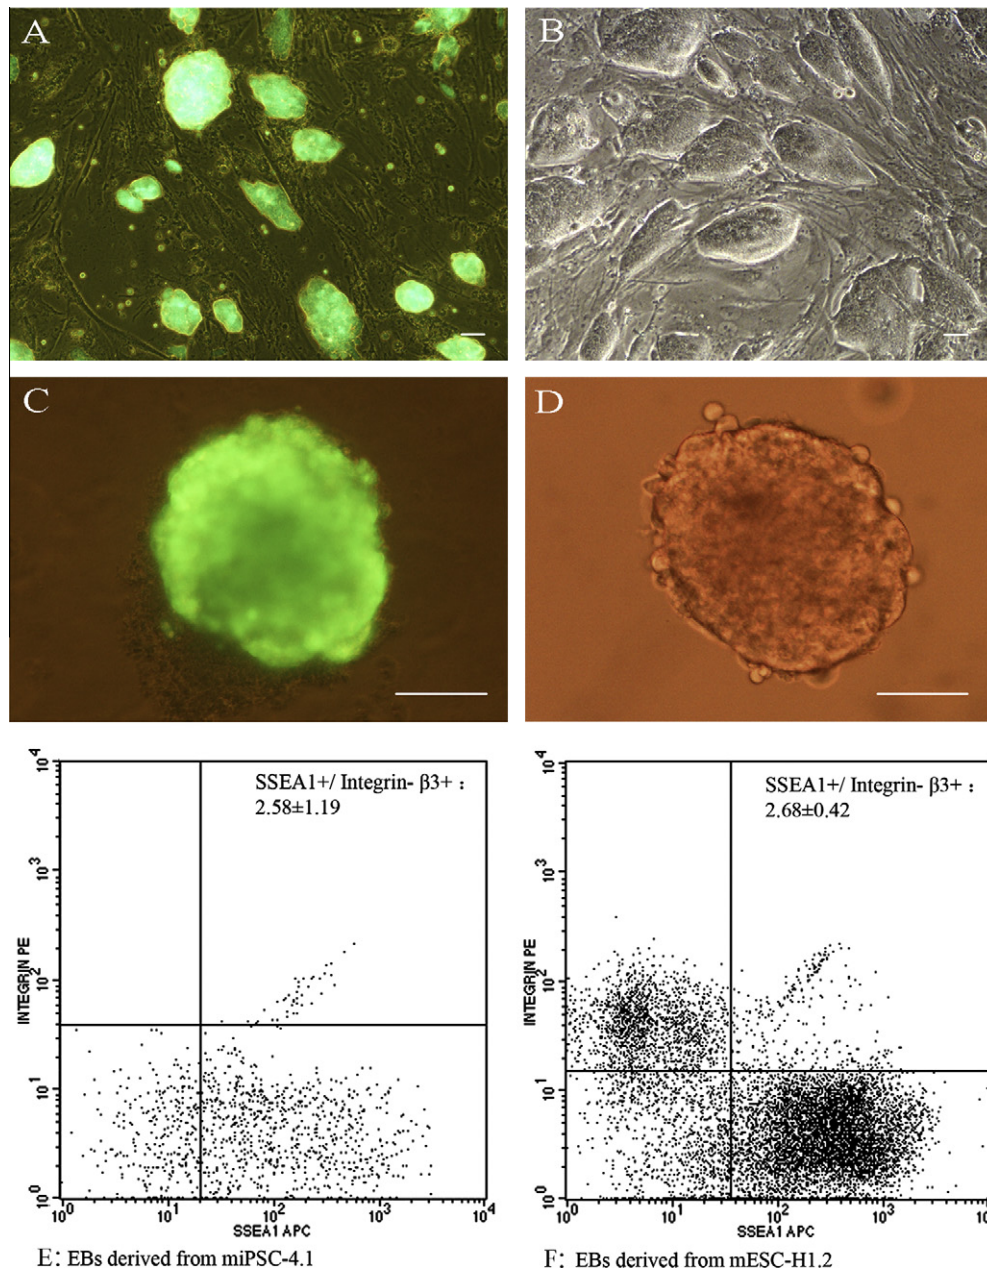 A
B
C
D
SSEA1+/ Integrin- β3+ :
2.58±1.19
10^4
10^3
10^2
10^1
10^0
INTEGRIN PE
10^0 10^1 10^2 10^3 10^4
SSEA1 APC
E: EBs derived from miPSC-4.1
SSEA1+/ Integrin- β3+ :
2.68±0.42
10^4
10^3
10^2
10^1
10^0
INTEGRIN PE
10^0 10^1 10^2 10^3 10
SSEA1 APC
F: EBs derived from mESC-H1.2